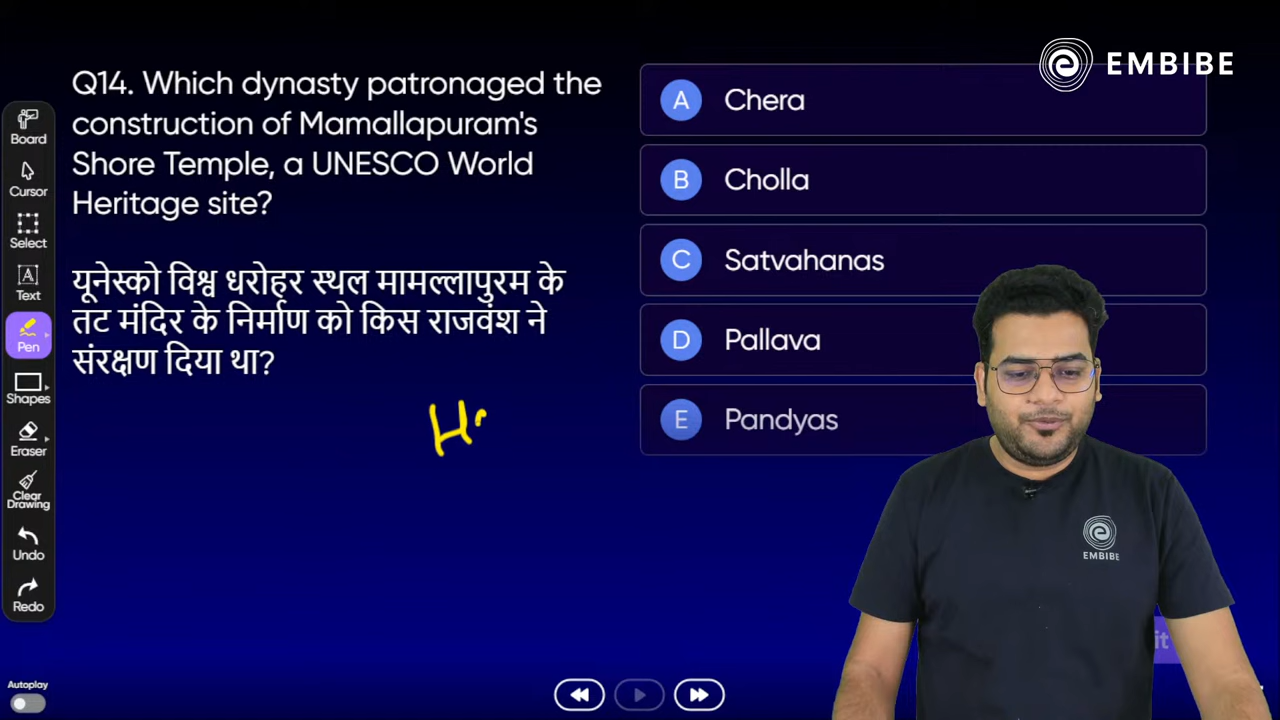 EMBIBE
Q14. Which dynasty patronaged the
construction of Mamallapuram's
Shore Temple, a UNESCO World
Heritage site?
यूनेस्को विश्व धरोहर स्थल मामल्लापुरम के
तट मंदिर के निर्माण को किस राजवंश ने
संरक्षण दिया था?
A Chera
B Cholla
C Satvahanas
D Pallava
E Pandyas
Board
Cursor
Select
Text
Pen
Shapes
Eraser
Clear
Drawing
Undo
Redo
Autoplay
EMBIBE
it